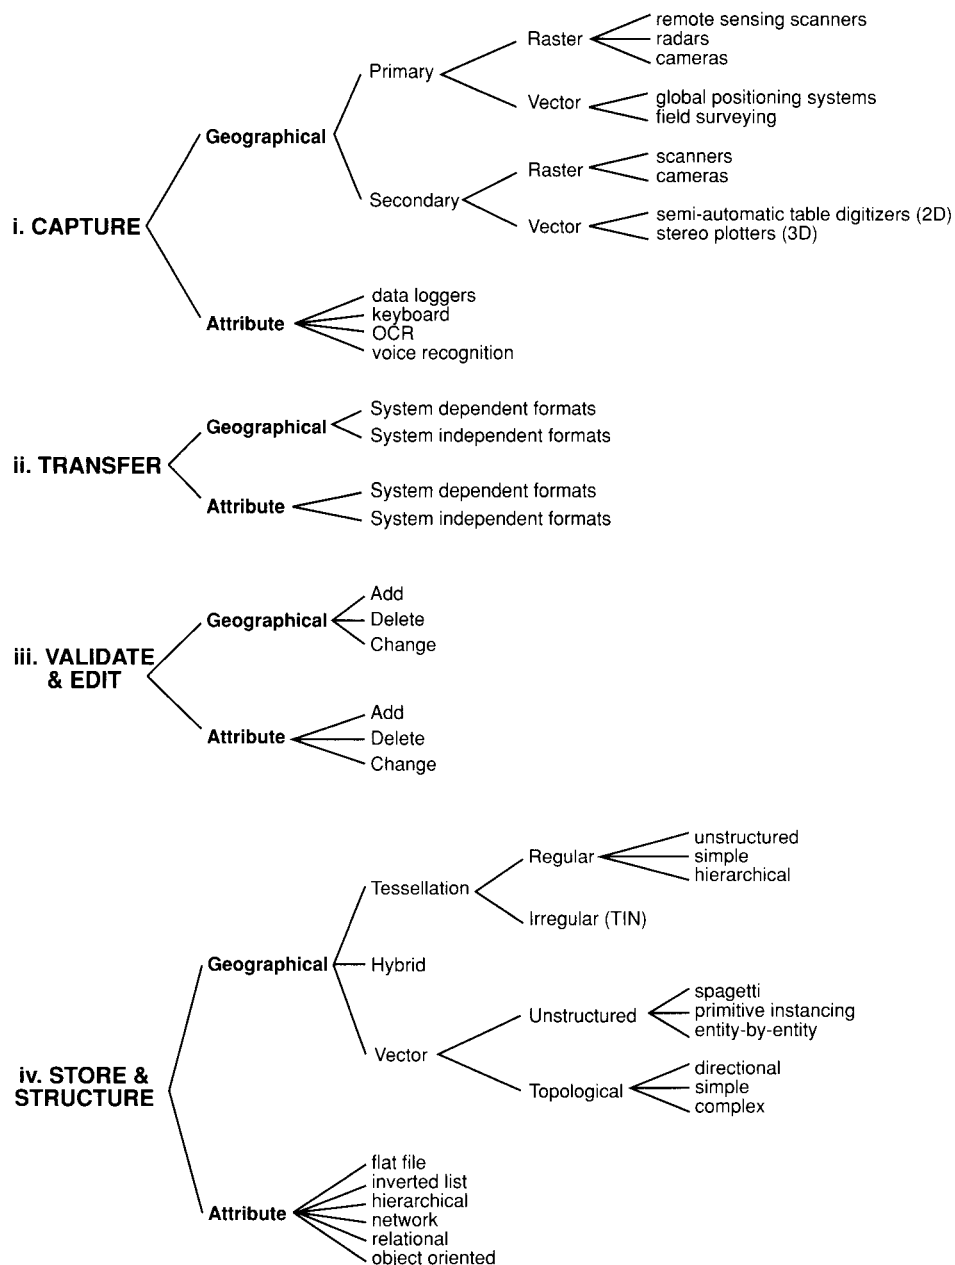 i. CAPTURE
Geographical
Primary
Raster
remote sensing scanners
radars
cameras
Vector
global positioning systems
field surveying
Secondary
Raster
scanners
cameras
Vector
semi-automatic table digitizers (2D)
stereo plotters (3D)
Attribute
data loggers
keyboard
OCR
voice recognition
ii. TRANSFER
Geographical
System dependent formats
System independent formats
Attribute
System dependent formats
System independent formats
iii. VALIDATE
& EDIT
Geographical
Add
Delete
Change
Attribute
Add
Delete
Change
iv. STORE &
STRUCTURE
Geographical
Tessellation
Regular
unstructured
simple
hierarchical
Irregular (TIN)
Hybrid
Vector
Unstructured
spagetti
primitive instancing
entity-by-entity
Topological
directional
simple
complex
Attribute
flat file
inverted list
hierarchical
network
relational
object oriented